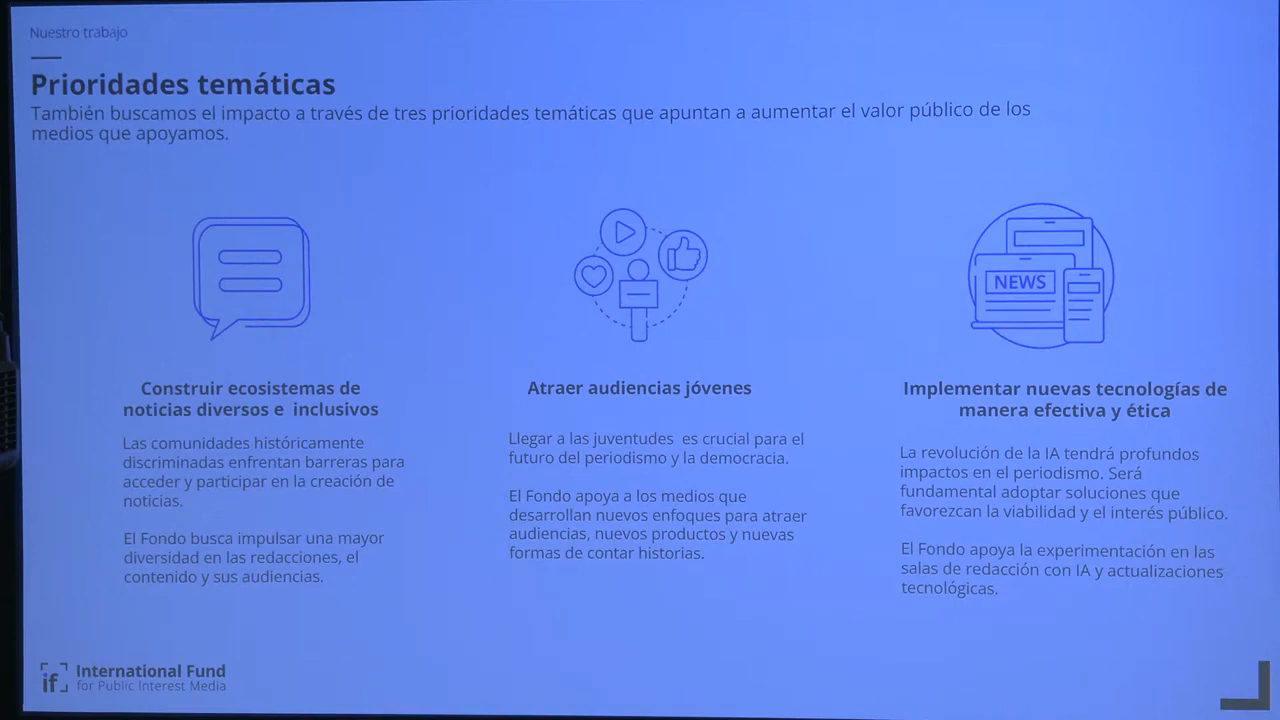 Nuestro trabajo
Prioridades temáticas
También buscamos el impacto a través de tres prioridades temáticas que apuntan a aumentar el valor público de los
medios que apoyamos.
NEWS
Construir ecosistemas de
noticias diversos e inclusivos
Las comunidades históricamente
discriminadas enfrentan barreras para
acceder y participar en la creación de
noticias.
El Fondo busca impulsar una mayor
diversidad en las redacciones, el
contenido y sus audiencias.
Atraer audiencias jóvenes
Llegar a las juventudes es crucial para el
futuro del periodismo y la democracia.
El Fondo apoya a los medios que
desarrollan nuevos enfoques para atraer
audiencias, nuevos productos y nuevas
formas de contar historias.
Implementar nuevas tecnologías de
manera efectiva y ética
La revolución de la IA tendrá profundos
impactos en el periodismo. Será
fundamental adoptar soluciones que
favorezcan la viabilidad y el interés público.
El Fondo apoya la experimentación en las
salas de redacción con IA y actualizaciones
tecnológicas.
if
International Fund
for Public Interest Media